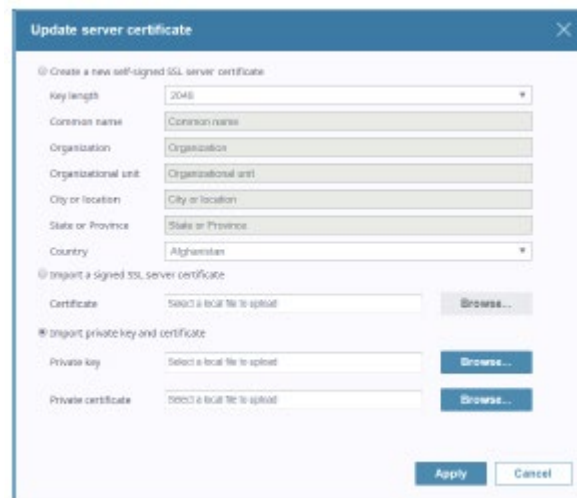 Update server certificate
Create a new self-signed SSL server certificate
Key length 2048
Common name Common name
Organization Organization
Organizational unit Organizational unit
City or location City or location
State or Province State or Province
Country Afghanistan
Import a signed SSL server certificate
Certificate Select a local file to upload Browse...
Import private key and certificate
Private key Select a local file to upload Browse...
Private certificate Select a local file to upload Browse...
Apply Cancel